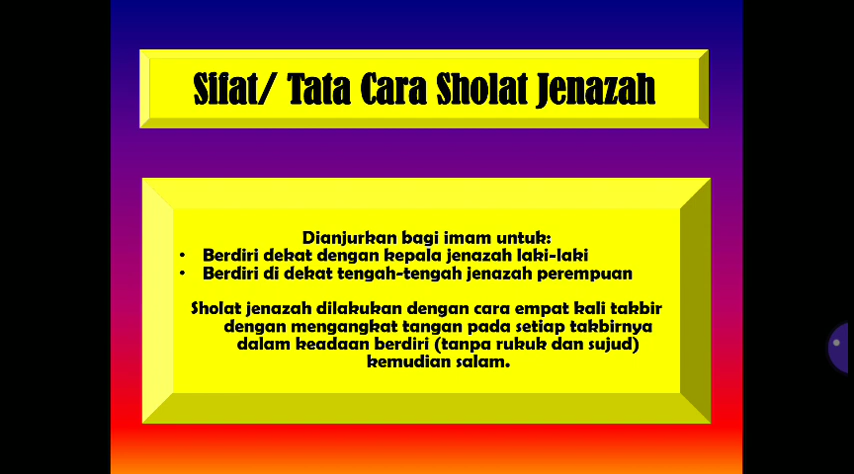 Sifat/ Tata Cara Sholat Jenazah
Dianjurkan bagi imam untuk:
• Berdiri dekat dengan kepala jenazah laki-laki
• Berdiri di dekat tengah-tengah jenazah perempuan
Sholat jenazah dilakukan dengan cara empat kali takbir
dengan mengangkat tangan pada setiap takbirnya
dalam keadaan berdiri (tanpa rukuk dan sujud)
kemudian salam.